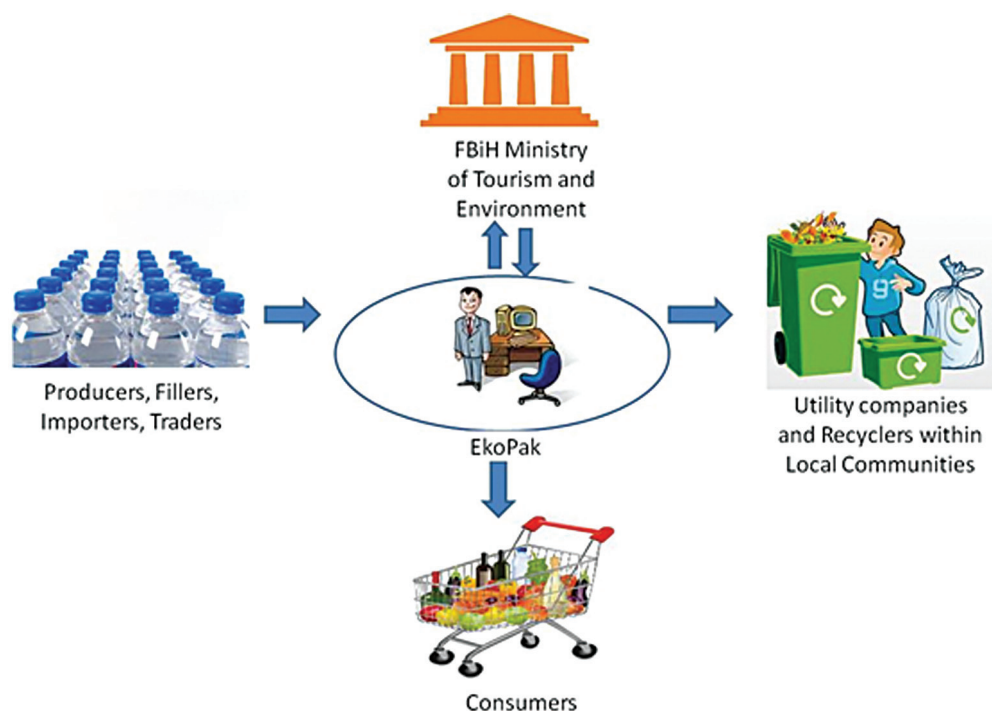 FBiH Ministry
of Tourism and
Environment
Producers, Fillers,
Importers, Traders
EkoPak
Utility companies
and Recyclers within
Local Communities
Consumers
9